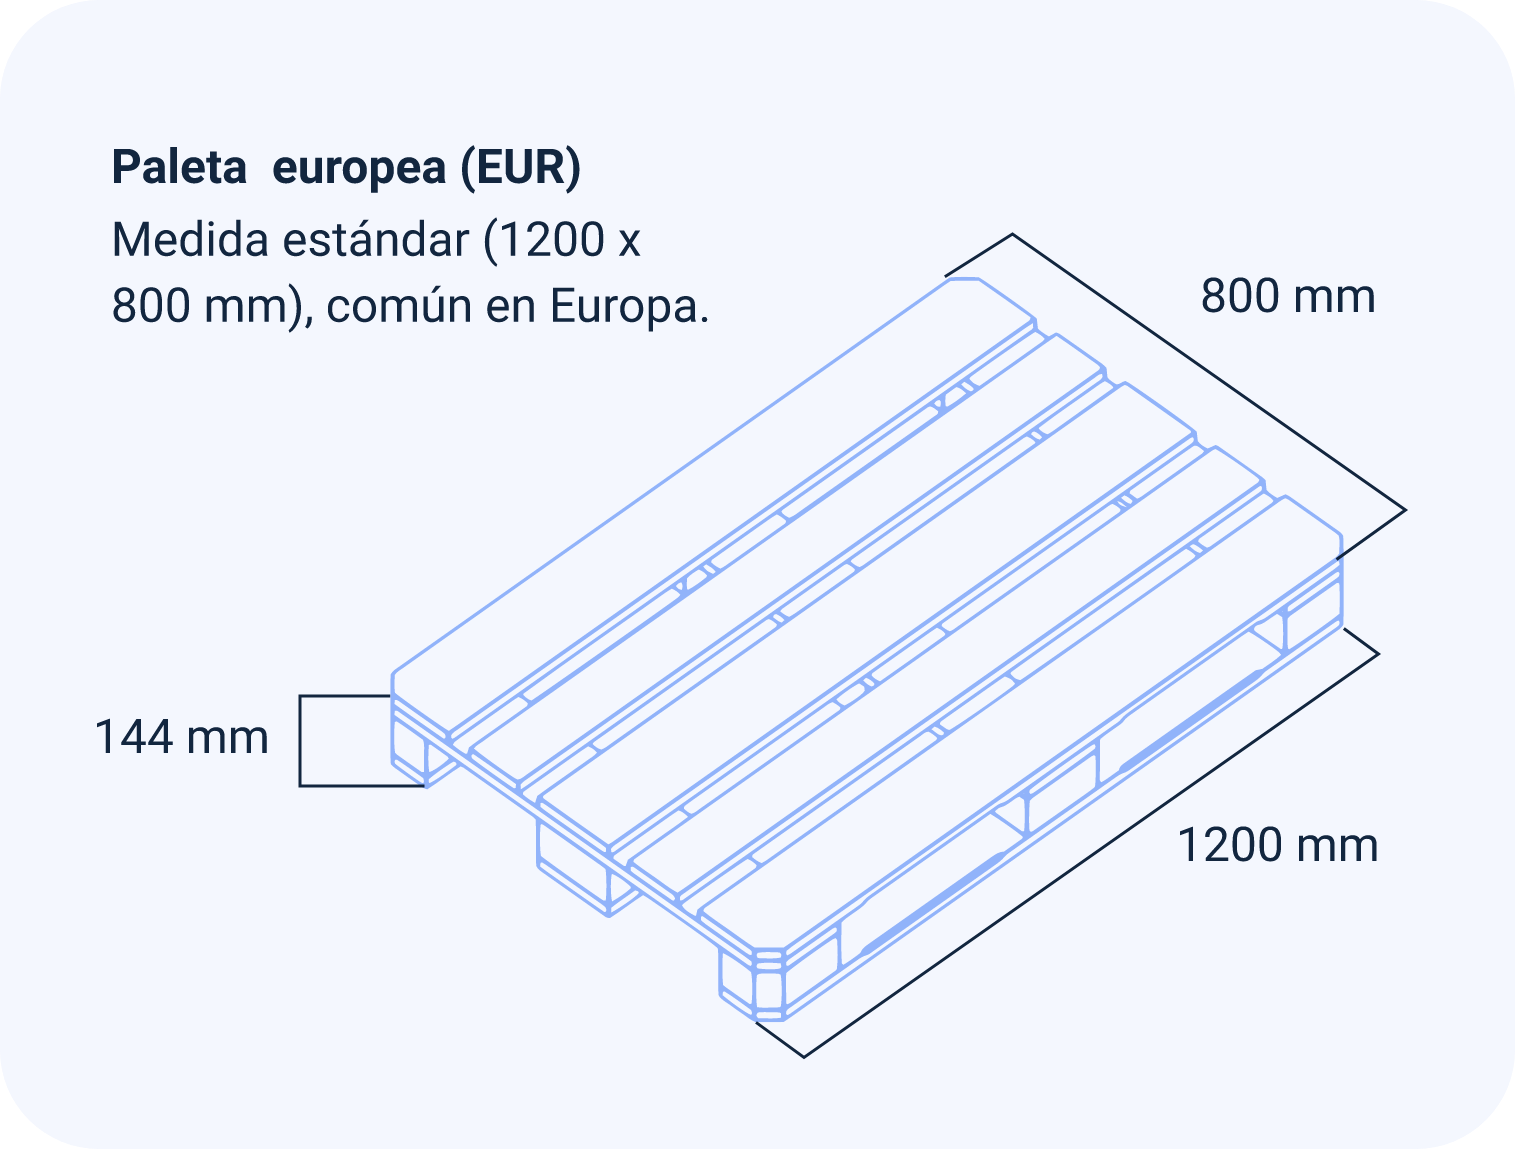 Paleta  europea (EUR)
Medida estándar (1200 x
800 mm), común en Europa.
800 mm
144 mm
1200 mm